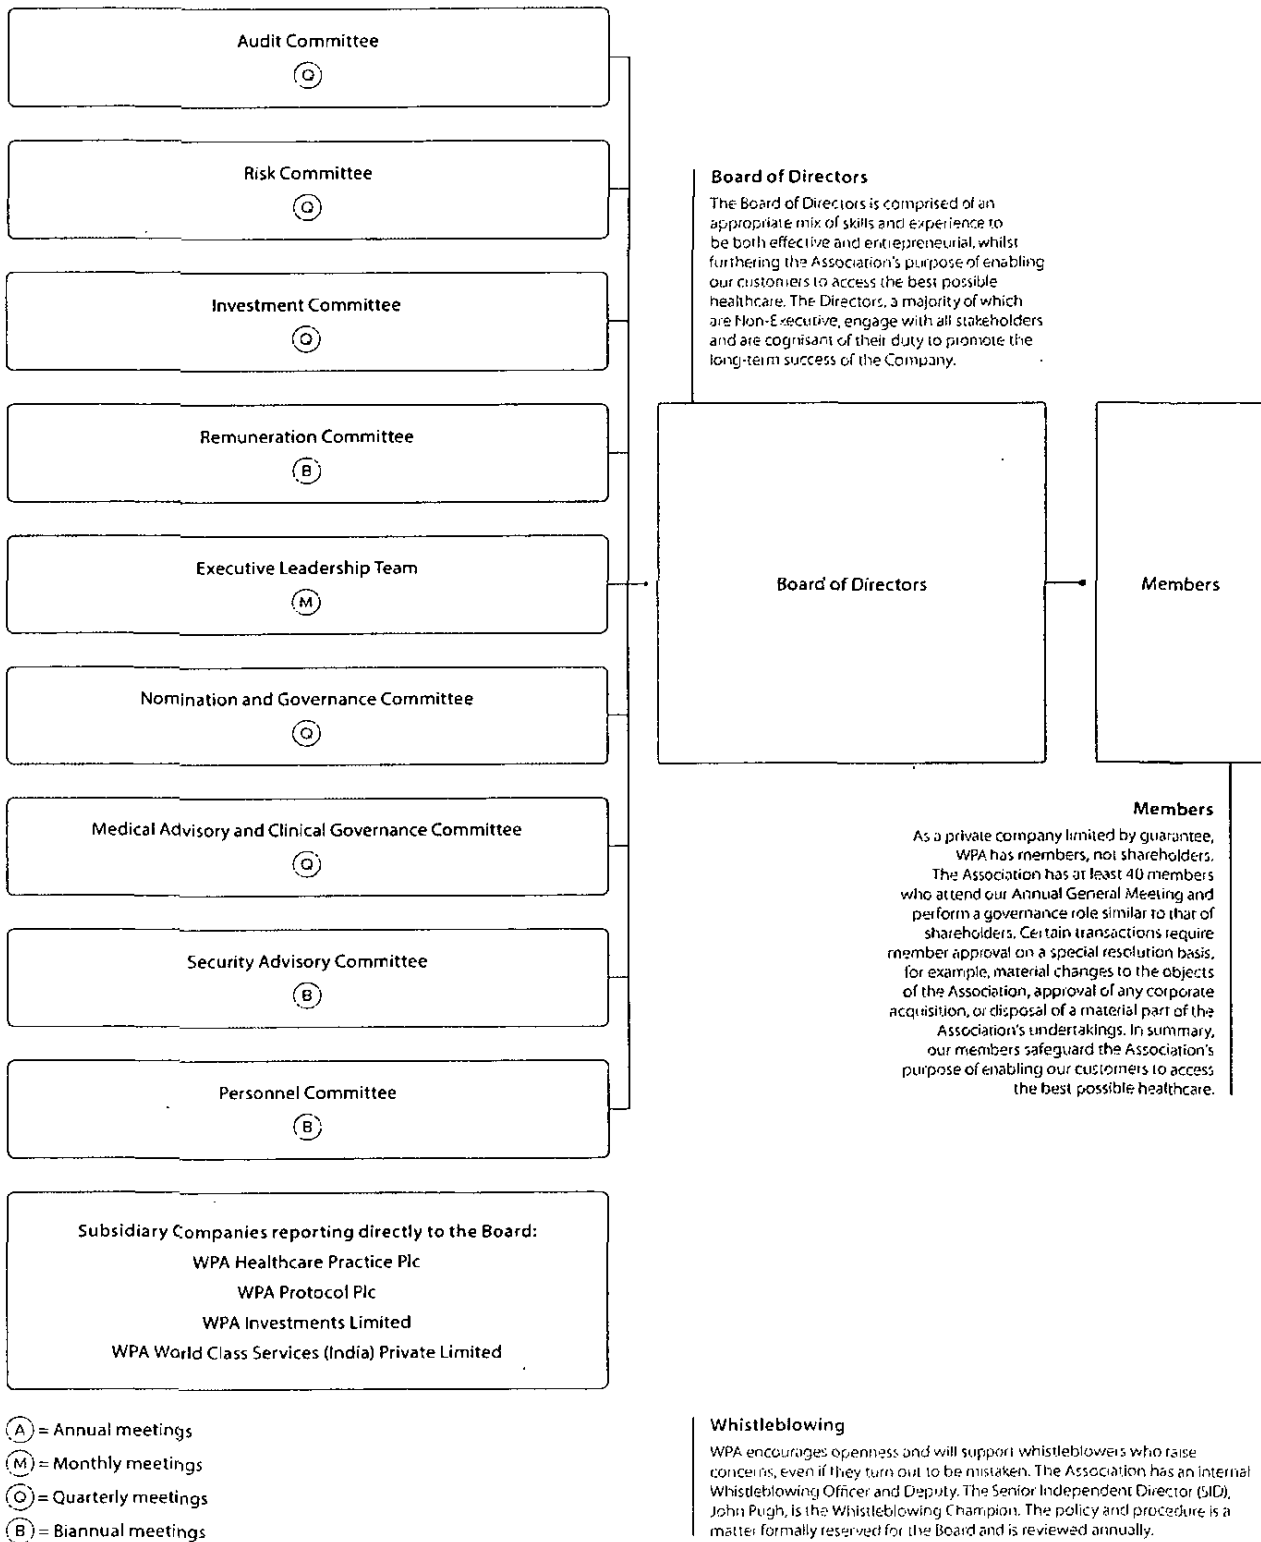 Audit Committee
Q
Risk Committee
Q
Investment Committee
Q
Remuneration Committee
B
Executive Leadership Team
M
Nomination and Governance Committee
Q
Medical Advisory and Clinical Governance Committee
Q
Security Advisory Committee
B
Personnel Committee
B
Subsidiary Companies reporting directly to the Board:
WPA Healthcare Practice Plc
WPA Protocol Plc
WPA Investments Limited
WPA World Class Services (India) Private Limited
A = Annual meetings
M = Monthly meetings
Q = Quarterly meetings
B = Biannual meetings
Board of Directors
The Board of Directors is comprised of an
appropriate mix of skills and experience to
be both effective and entrepreneurial, whilst
furthering the Association's purpose of enabling
our customers to access the best possible
healthcare. The Directors, a majority of which
are Non-Executive, engage with all stakeholders
and are cognisant of their duty to promote the
long-term success of the Company.
Board of Directors
Members
Members
As a private company limited by guarantee,
WPA has members, not shareholders.
The Association has at least 40 members
who attend our Annual General Meeting and
perform a governance role similar to that of
shareholders. Certain transactions require
member approval on a special resolution basis,
for example, material changes to the objects
of the Association, approval of any corporate
acquisition, or disposal of a material part of the
Association's undertakings. In summary,
our members safeguard the Association's
purpose of enabling our customers to access
the best possible healthcare.
Whistleblowing
WPA encourages openness and will support whistleblowers who raise
concerns, even if they turn out to be mistaken. The Association has an internal
Whistleblowing Officer and Deputy. The Senior Independent Director (SID),
John Pugh, is the Whistleblowing Champion. The policy and procedure is a
matter formally reserved for the Board and is reviewed annually.